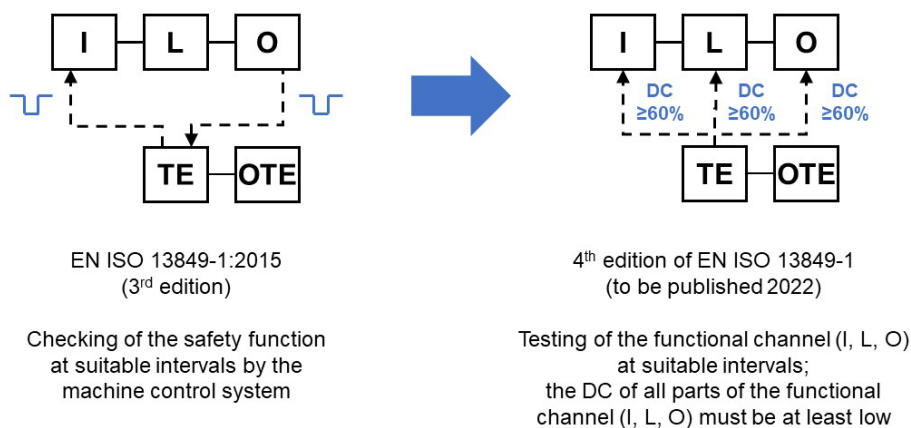 I L O
TE OTE
EN ISO 13849-1:2015
(3rd edition)
Checking of the safety function
at suitable intervals by the
machine control system
I L O
DC DC DC
≥60% ≥60% ≥60%
TE OTE
4th edition of EN ISO 13849-1
(to be published 2022)
Testing of the functional channel (I, L, O)
at suitable intervals;
the DC of all parts of the functional
channel (I, L, O) must be at least low